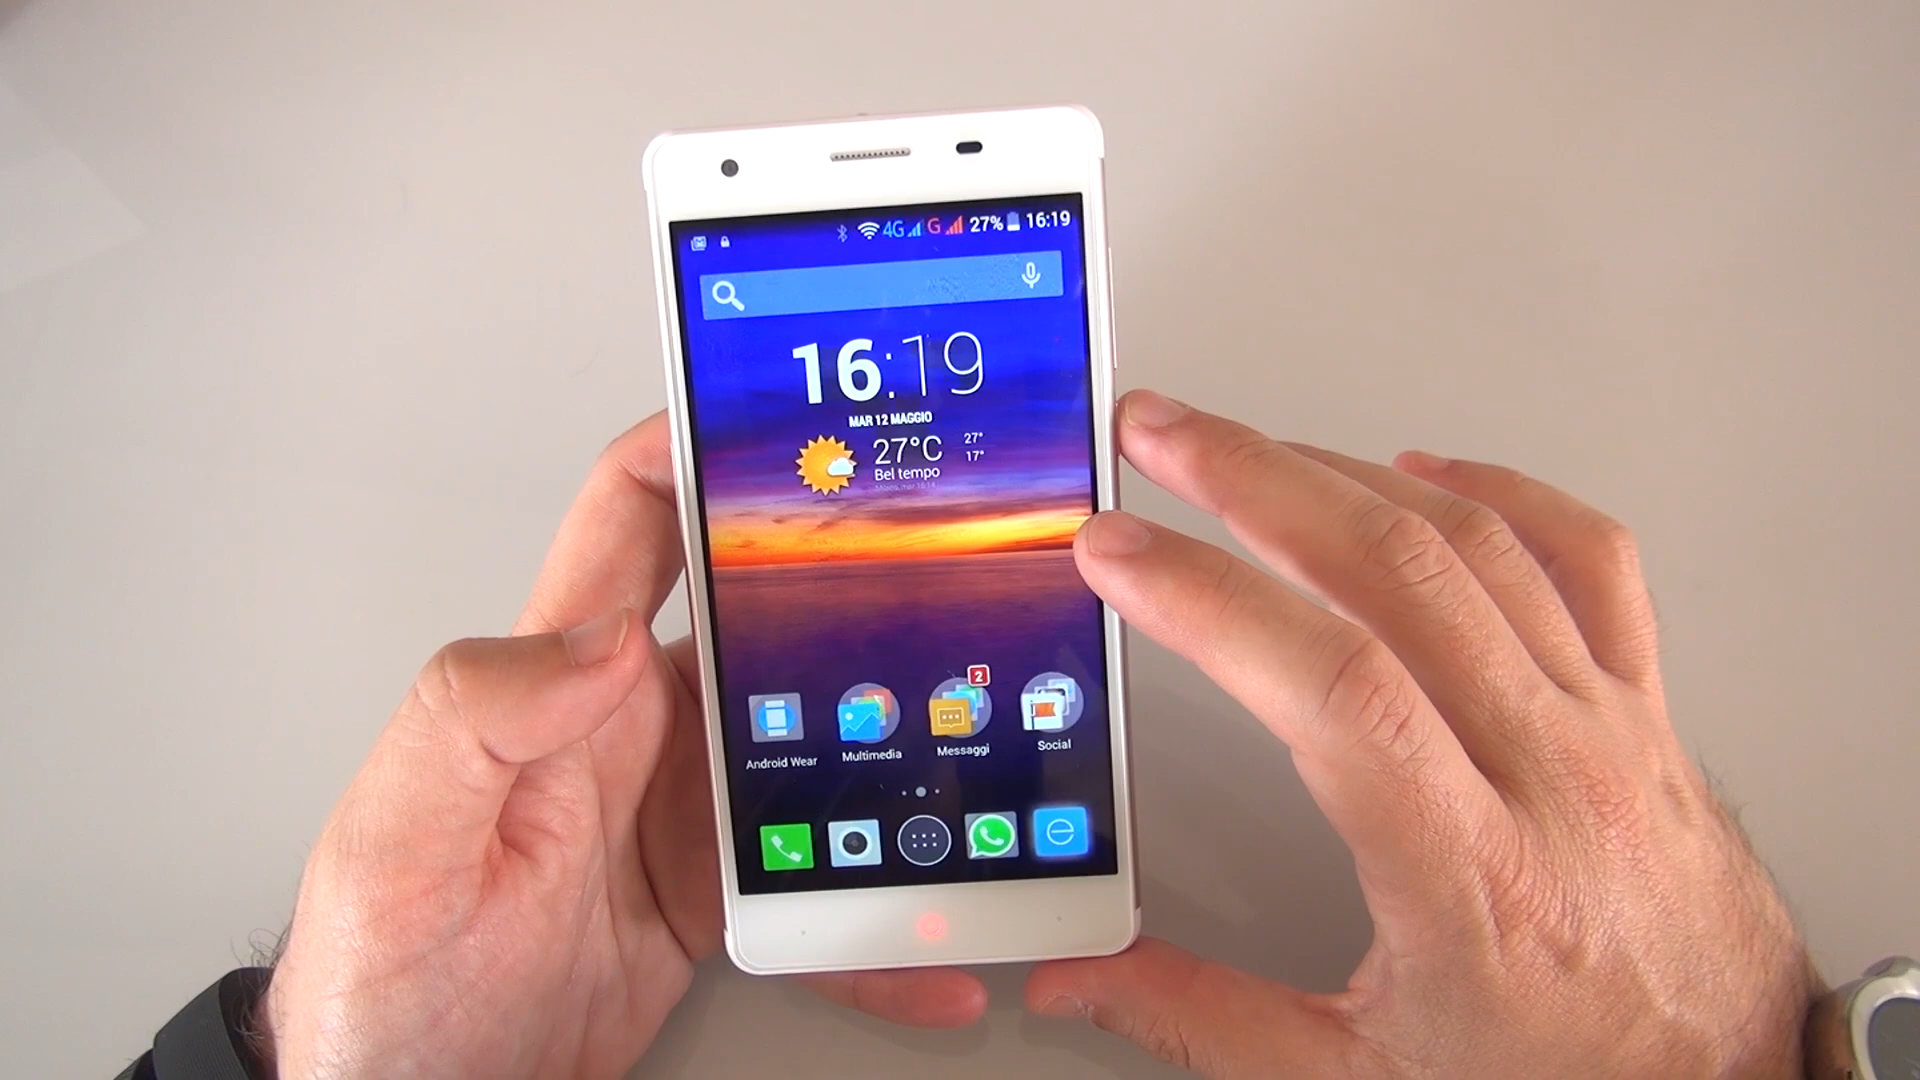 4G G 27% 16:19
16:19
MAR 12 MAGGIO
27°C 27°
17°
Bel tempo
2
Android Wear Multimedia Messaggi Social